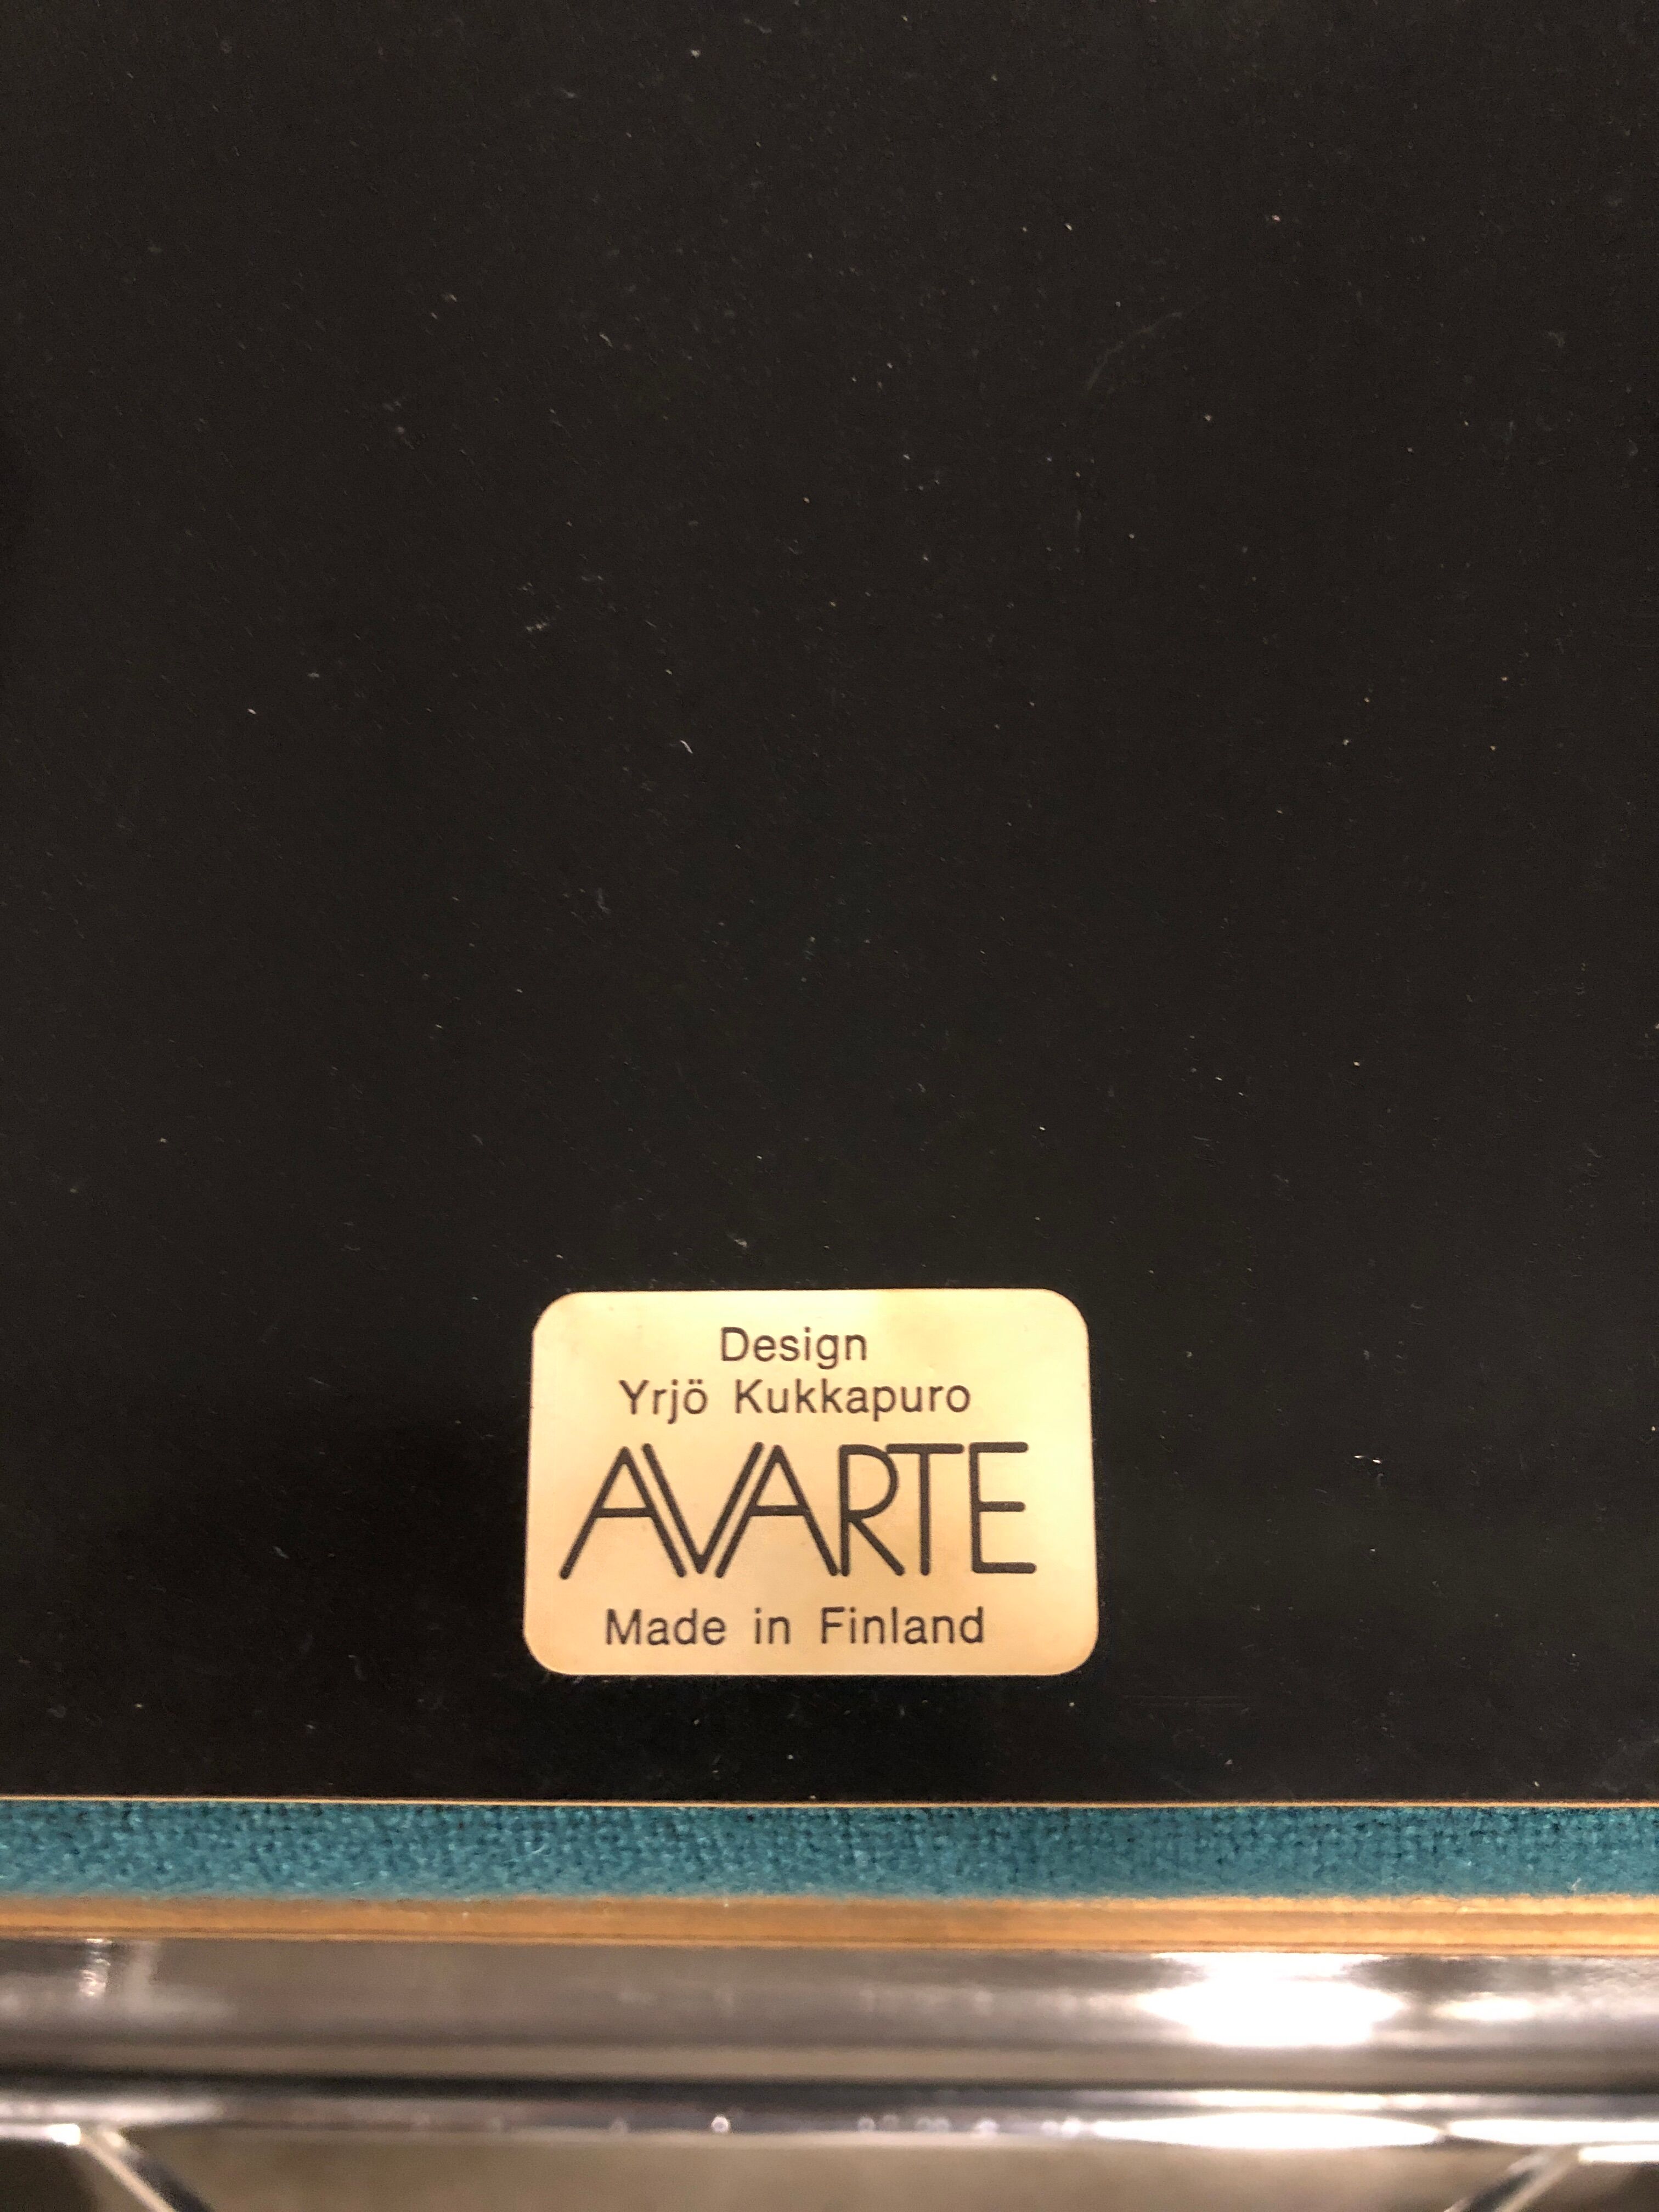 Design
Yrjö Kukkapuro
AVARTE
Made in Finland